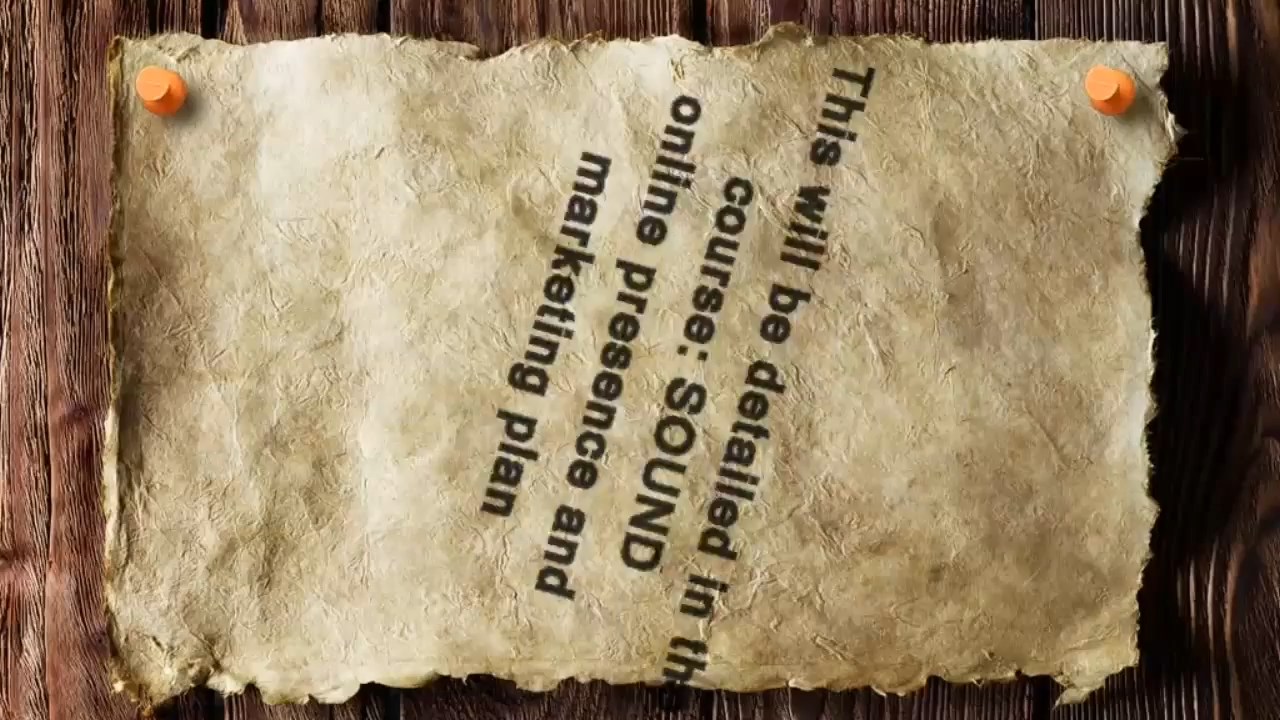 This will be detailed in the
course: SOUND
online presence and
marketing plan